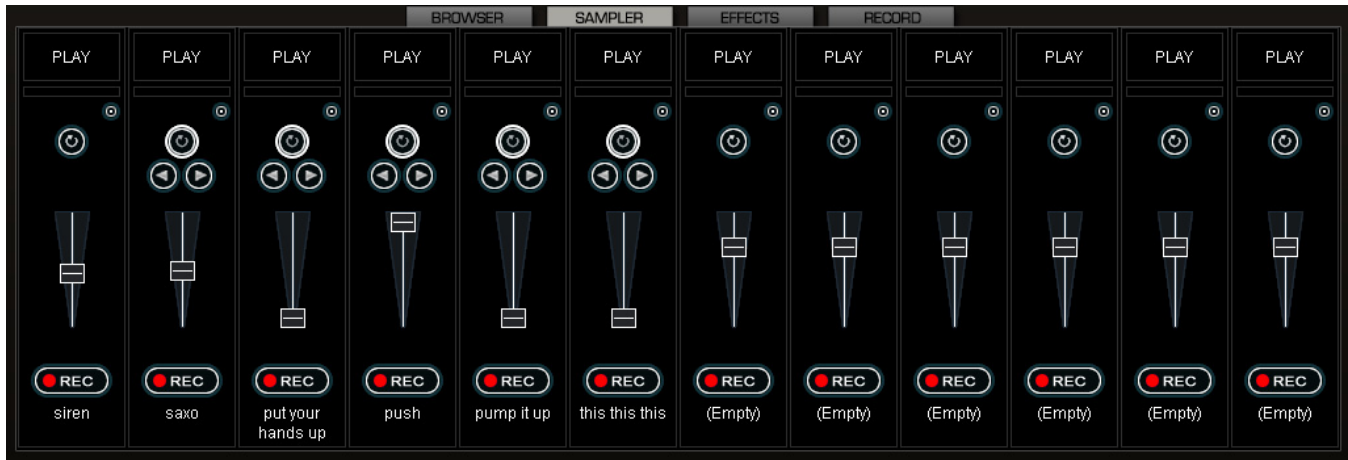 BROWSER SAMPLER EFFECTS RECORD
PLAY PLAY PLAY PLAY PLAY PLAY PLAY PLAY PLAY PLAY PLAY PLAY
REC REC REC REC REC REC REC REC REC REC REC REC
siren saxo put your push pump it up this this this (Empty) (Empty) (Empty) (Empty) (Empty) (Empty)
hands up